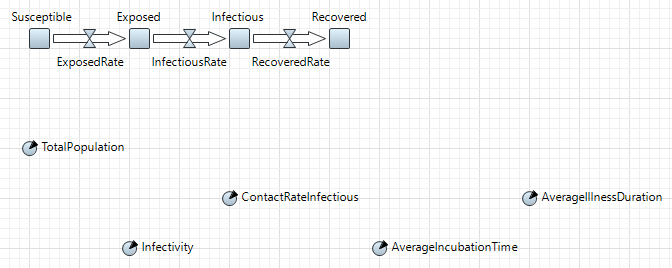 Susceptible Exposed Infectious Recovered
ExposedRate InfectiousRate RecoveredRate
TotalPopulation
ContactRateInfectious AverageIllnessDuration
Infectivity AverageIncubationTime